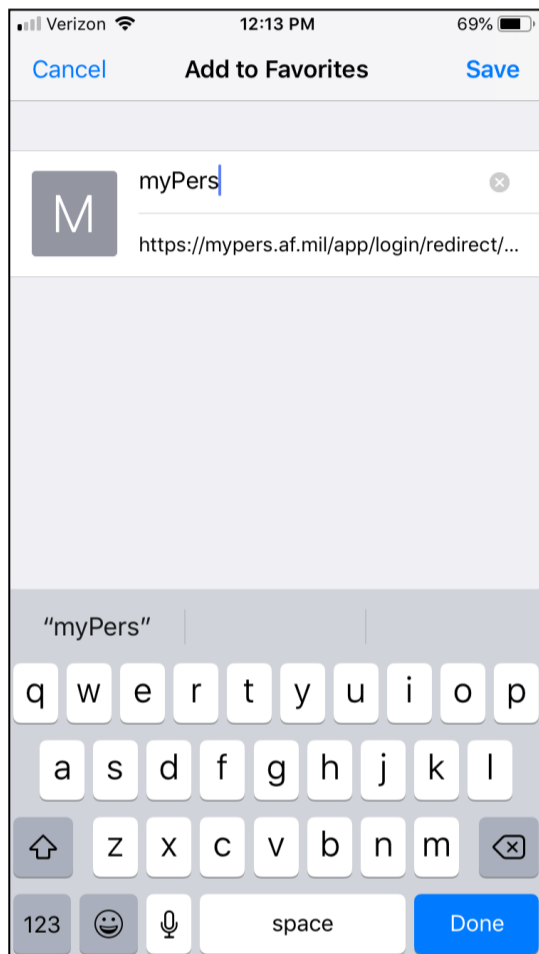 Verizon 12:13 PM 69%
Cancel Add to Favorites Save
myPers
M
https://mypers.af.mil/app/login/redirect/...
“myPers”
q w e r t y u i o p
a s d f g h j k l
z x c v b n m
123 space Done